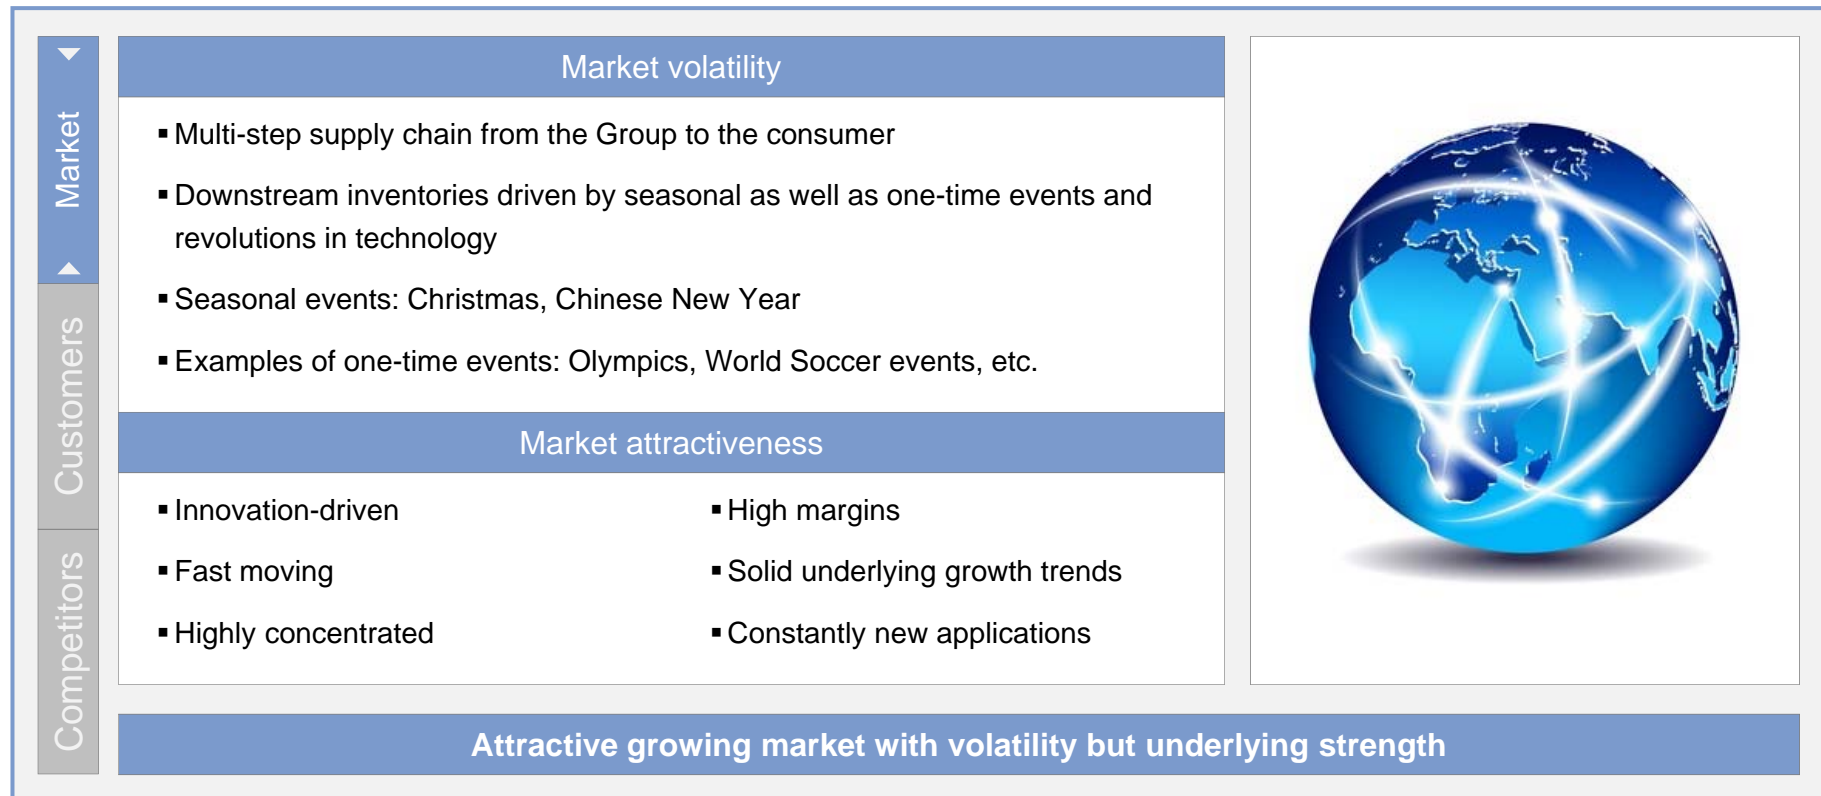 Market
Customers
Competitors
Market volatility
▪ Multi-step supply chain from the Group to the consumer
▪ Downstream inventories driven by seasonal as well as one-time events and
revolutions in technology
▪ Seasonal events: Christmas, Chinese New Year
▪ Examples of one-time events: Olympics, World Soccer events, etc.
Market attractiveness
▪ Innovation-driven
▪ Fast moving
▪ Highly concentrated
▪ High margins
▪ Solid underlying growth trends
▪ Constantly new applications
Attractive growing market with volatility but underlying strength